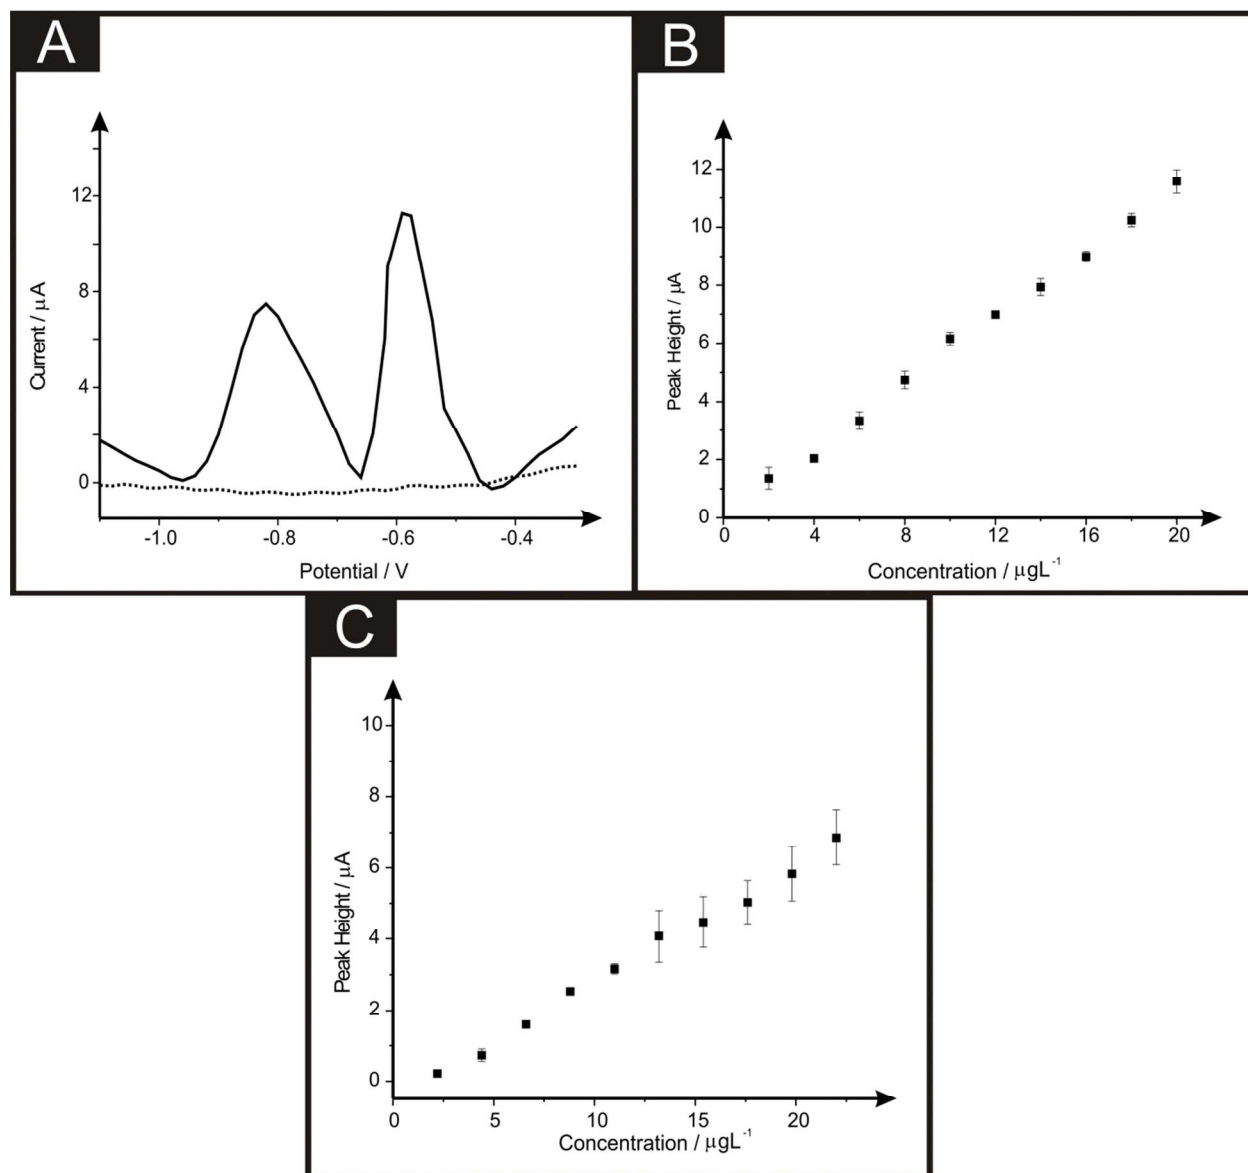 A
12
8
4
0
Current / μA
-1.0 -0.8 -0.6 -0.4
Potential / V
B
12
10
8
6
4
2
0
Peak Height / μA
0 4 8 12 16 20
Concentration / μgL⁻¹
C
10
8
6
4
2
0
Peak Height / μA
0 5 10 15 20
Concentration / μgL⁻¹